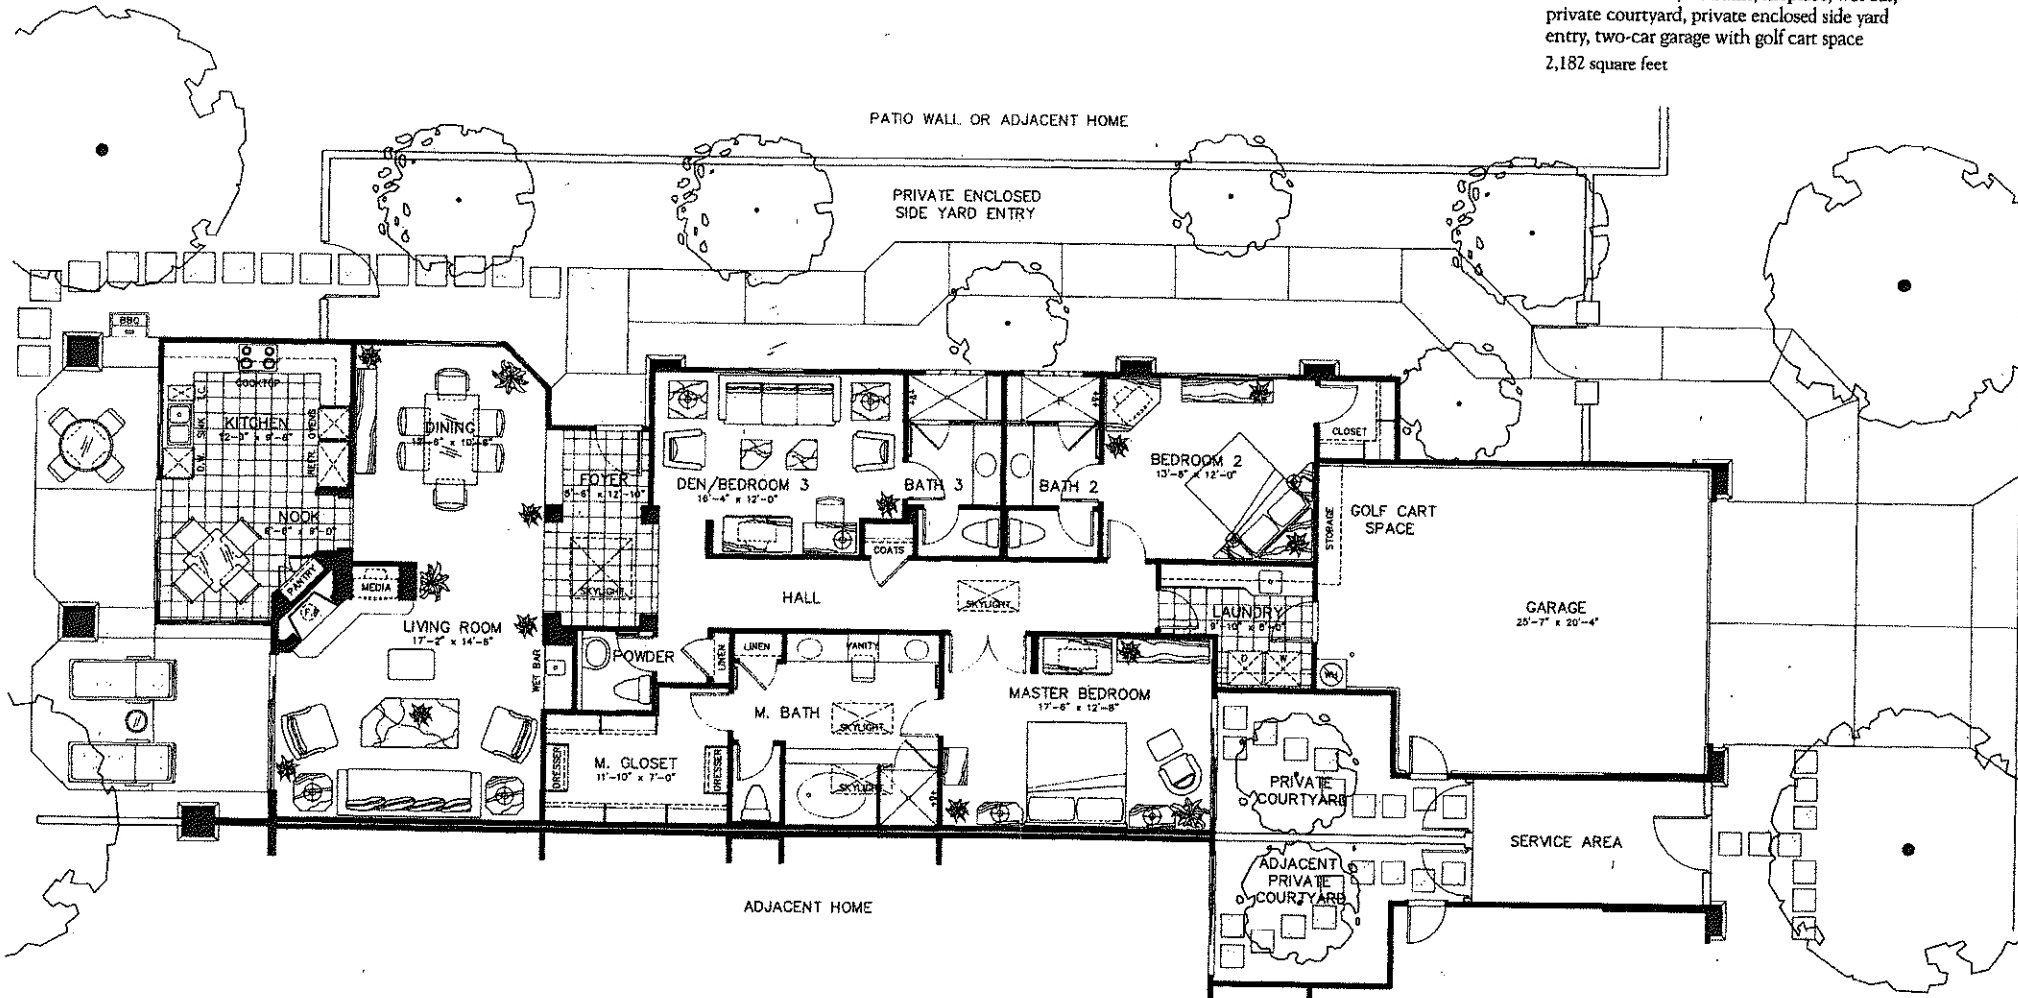 private courtyard, private enclosed side yard
entry, two-car garage with golf cart space
2,182 square feet
PATIO WALL OR ADJACENT HOME
PRIVATE ENCLOSED
SIDE YARD ENTRY
BBQ
COOKTOP
T.C.
SINK
D.W.
KITCHEN
12'-3" x 9'-6"
OVENS
REFR.
NOOK
PANTRY
DINING
MEDIA
LIVING ROOM
17'-2" x 14'-8"
FOYER
SKYLIGHT
DEN/BEDROOM 3
16'-4" x 12'-0"
COATS
BATH 3
BATH 2
BEDROOM 2
13'-8" x 12'-0"
CLOSET
STORAGE
GOLF CART
SPACE
GARAGE
25'-7" x 20'-4"
HALL
SKYLIGHT
LAUNDRY
D
W
WH
WET BAR
POWDER
LINEN
LINEN
VANITY
M. BATH
SKYLIGHT
SKYLIGHT
M. CLOSET
11'-10" x 7'-0"
DRESSER
DRESSER
MASTER BEDROOM
17'-6" x 12'-8"
PRIVATE
COURTYARD
ADJACENT
PRIVATE
COURTYARD
SERVICE AREA
ADJACENT HOME